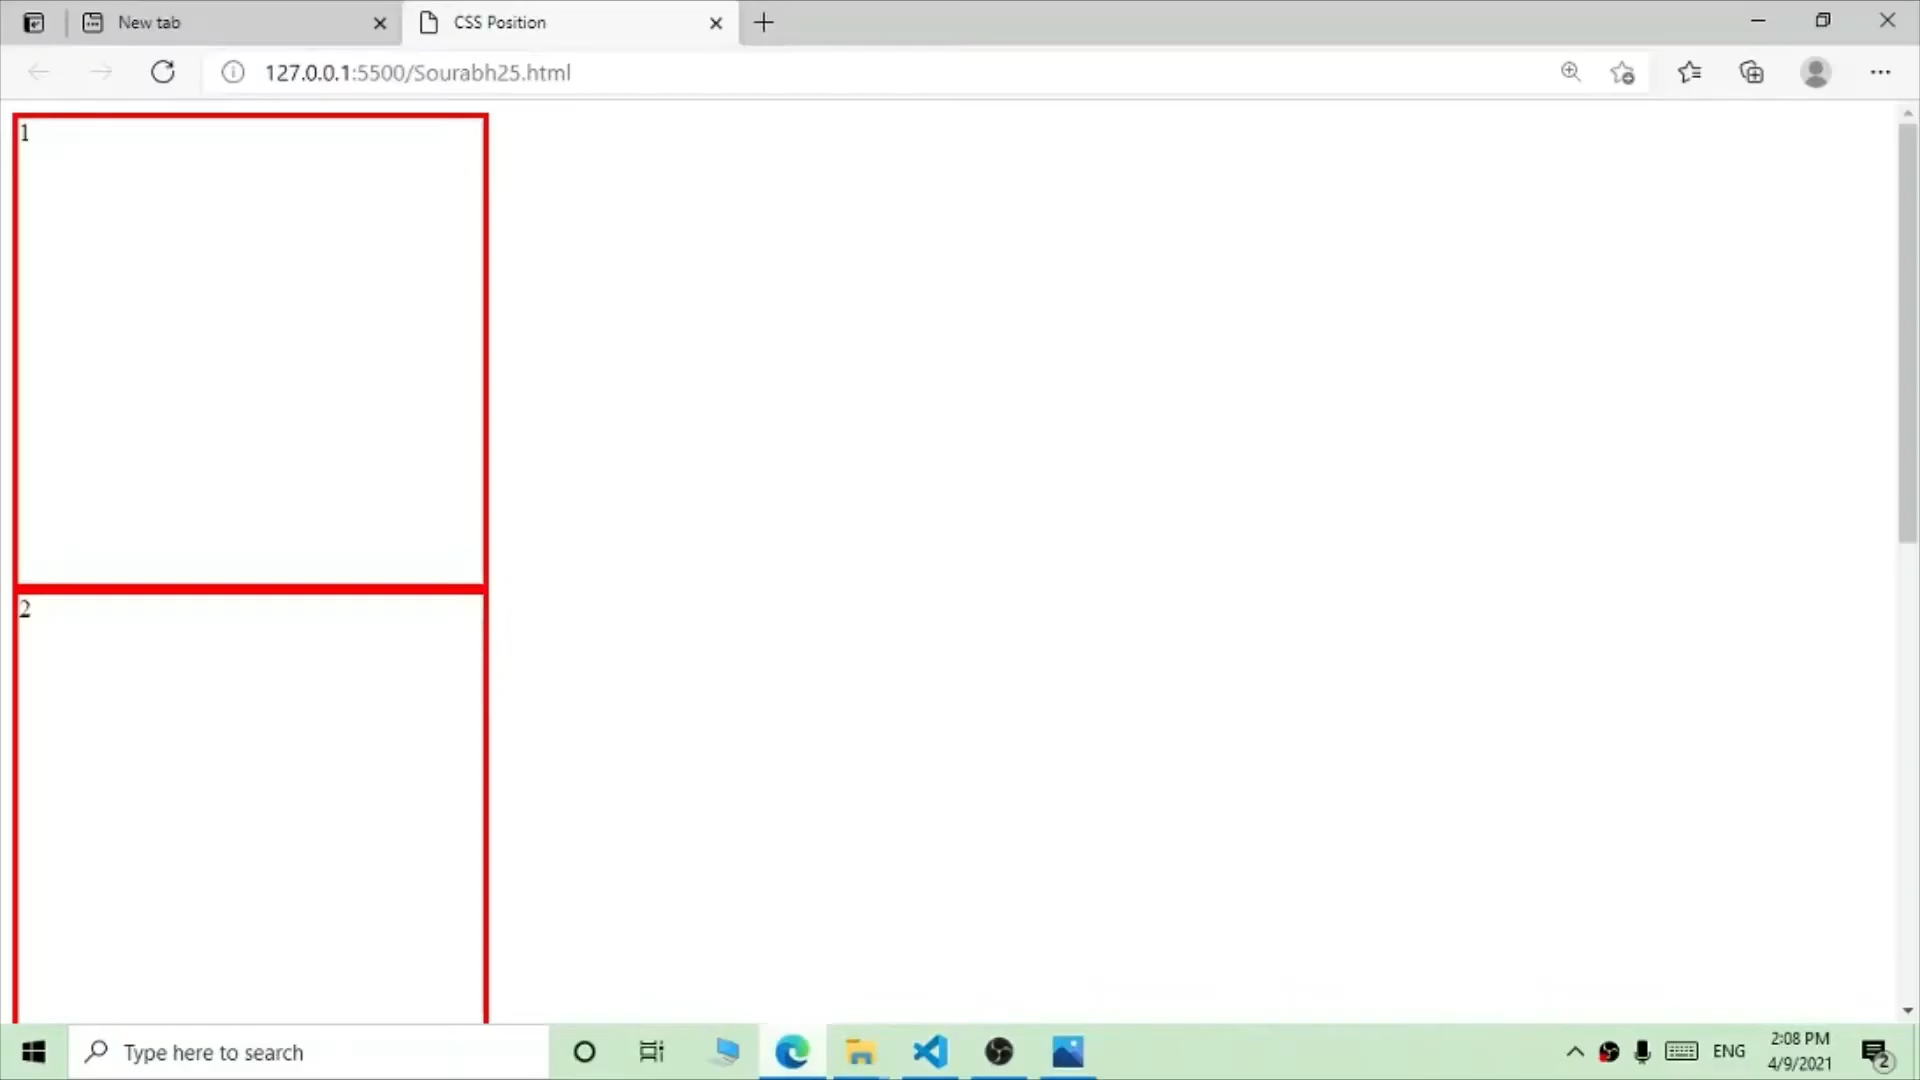 New tab
CSS Position
127.0.0.1:5500/Sourabh25.html
1
2
Type here to search
ENG
2:08 PM
4/9/2021
2